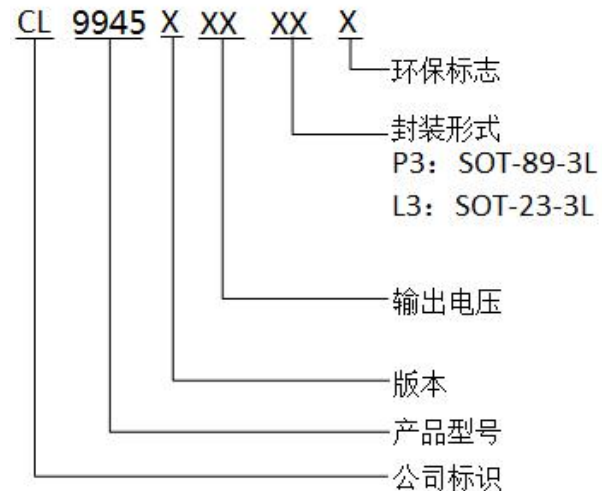 CL 9945 X XX XX X
环保标志
封装形式
P3：SOT-89-3L
L3：SOT-23-3L
输出电压
版本
产品型号
公司标识